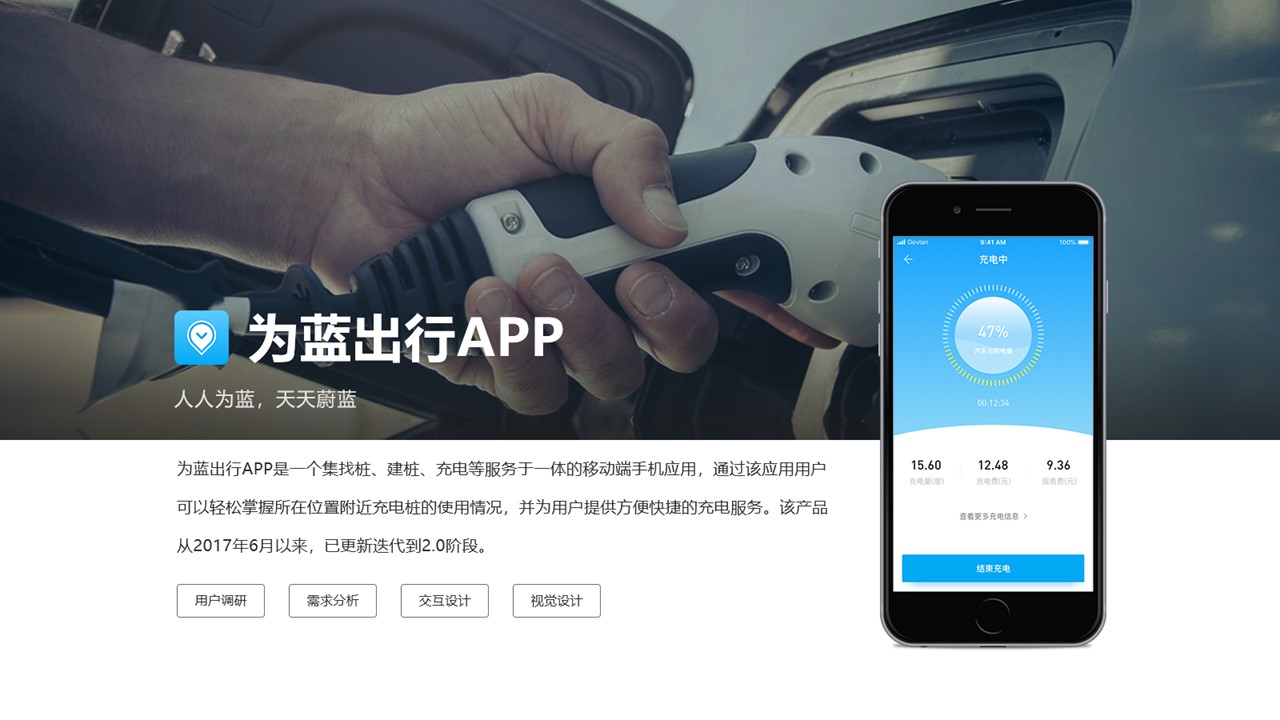 为蓝出行APP
人人为蓝，天天蔚蓝
为蓝出行APP是一个集找桩、建桩、充电等服务于一体的移动端手机应用，通过该应用用户
可以轻松掌握所在位置附近充电桩的使用情况，并为用户提供方便快捷的充电服务。该产品
从2017年6月以来，已更新迭代到2.0阶段。
用户调研 需求分析 交互设计 视觉设计
Govlan 9:41 AM 100%
充电中
47%
汽车当前电量
00:12:34
15.60 12.48 9.36
充电量(度) 充电费(元) 服务费(元)
查看更多充电信息 >
结束充电